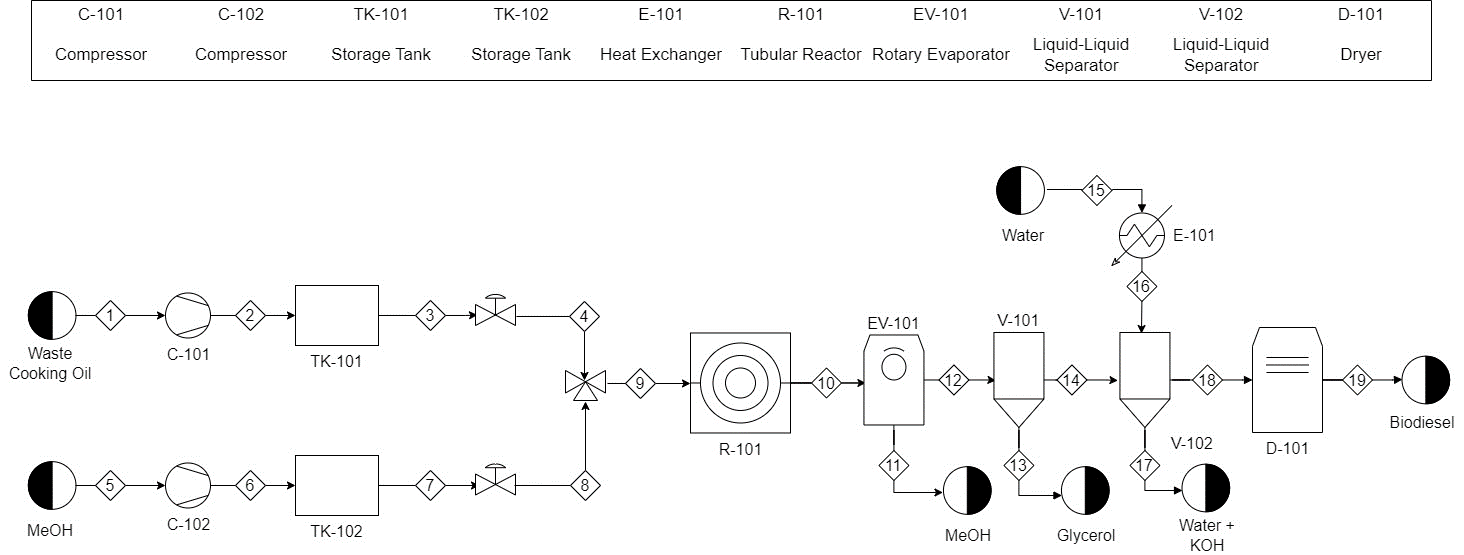 C-101 C-102 TK-101 TK-102 E-101 R-101 EV-101 V-101 V-102 D-101
Compressor Compressor Storage Tank Storage Tank Heat Exchanger Tubular Reactor Rotary Evaporator Liquid-Liquid Separator Liquid-Liquid Separator Dryer
15
Water
E-101
16
1
2
3
4
Waste
Cooking Oil
C-101
TK-101
EV-101
V-101
9
10
12
14
18
19
R-101
Biodiesel
V-102
D-101
5
6
7
8
11
13
17
MeOH
C-102
TK-102
MeOH
Glycerol
Water +
KOH